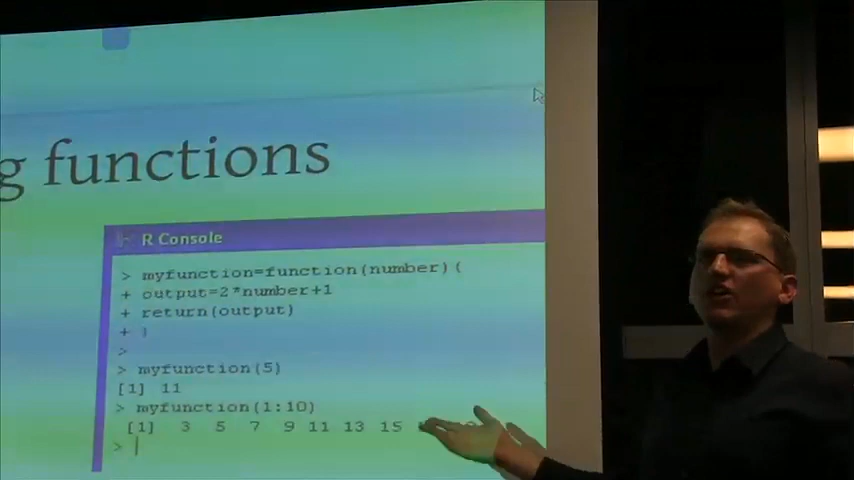 g functions
R Console
> myfunction=function(number){
+ output=2*number+1
+ return(output)
+ }
>
> myfunction(5)
[1] 11
> myfunction(1:10)
[1] 3 5 7 9 11 13 15
>